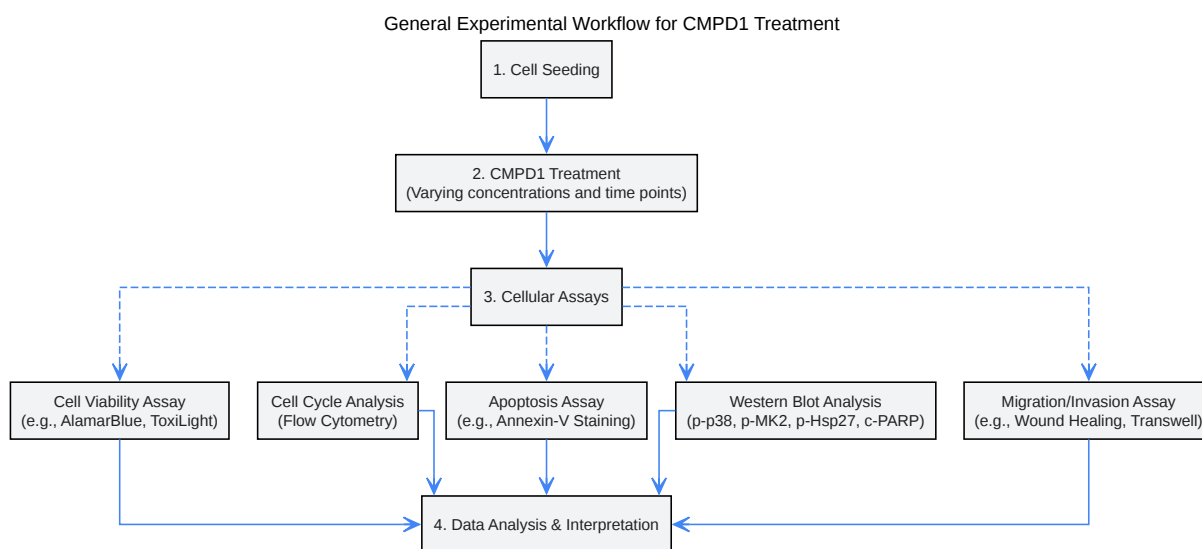 General Experimental Workflow for CMPD1 Treatment
1. Cell Seeding
2. CMPD1 Treatment
(Varying concentrations and time points)
3. Cellular Assays
Cell Viability Assay
(e.g., AlamarBlue, ToxiLight)
Cell Cycle Analysis
(Flow Cytometry)
Apoptosis Assay
(e.g., Annexin-V Staining)
Western Blot Analysis
(p-p38, p-MK2, p-Hsp27, c-PARP)
Migration/Invasion Assay
(e.g., Wound Healing, Transwell)
4. Data Analysis & Interpretation